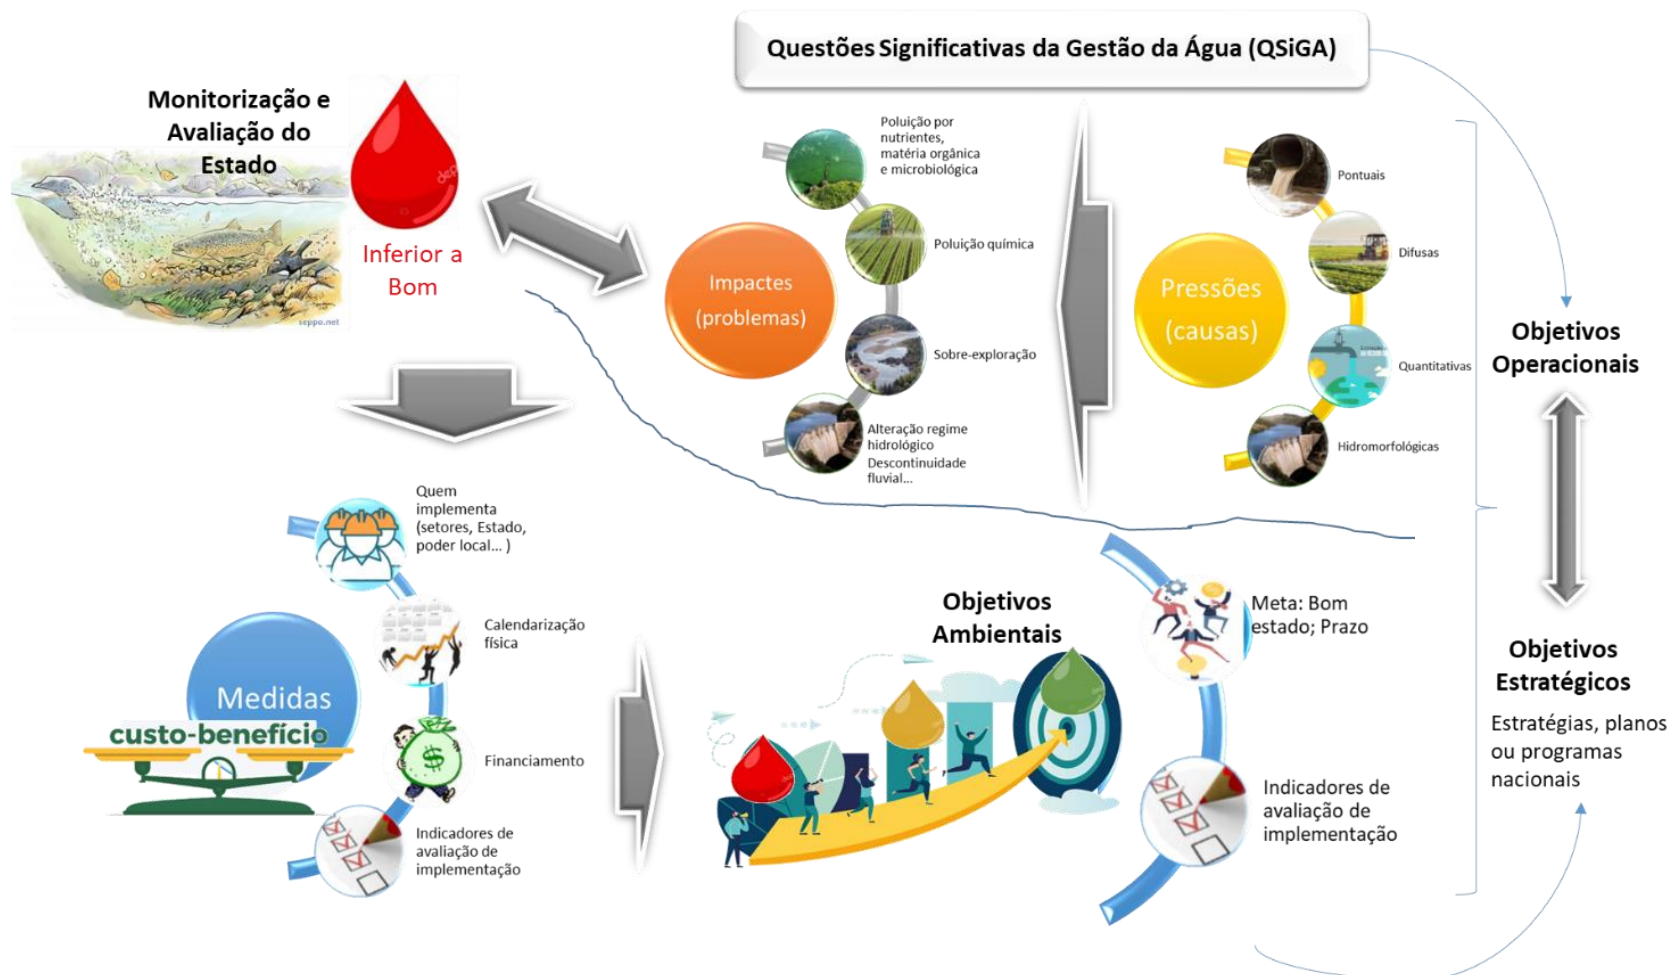 Questões Significativas da Gestão da Água (QSiGA)
Monitorização e
Avaliação do
Estado
seppo.net
Inferior a
Bom
Impactes
(problemas)
Poluição por
nutrientes,
matéria orgânica
e microbiológica
Poluição química
Sobre-exploração
Alteração regime
hidrológico
Descontinuidade
fluvial...
Pressões
(causas)
Pontuais
Difusas
Quantitativas
Hidromorfológicas
Objetivos
Operacionais
Objetivos
Estratégicos
Estratégias, planos
ou programas
nacionais
Medidas
custo-benefício
Quem
implementa
(setores, Estado,
poder local... )
Calendarização
física
Financiamento
Indicadores de
avaliação de
implementação
Objetivos
Ambientais
Meta: Bom
estado; Prazo
Indicadores de
avaliação de
implementação